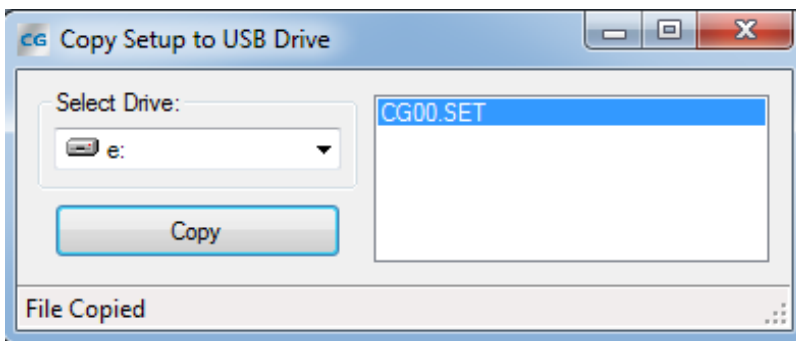 CG Copy Setup to USB Drive
Select Drive:
CG00.SET
e:
Copy
File Copied